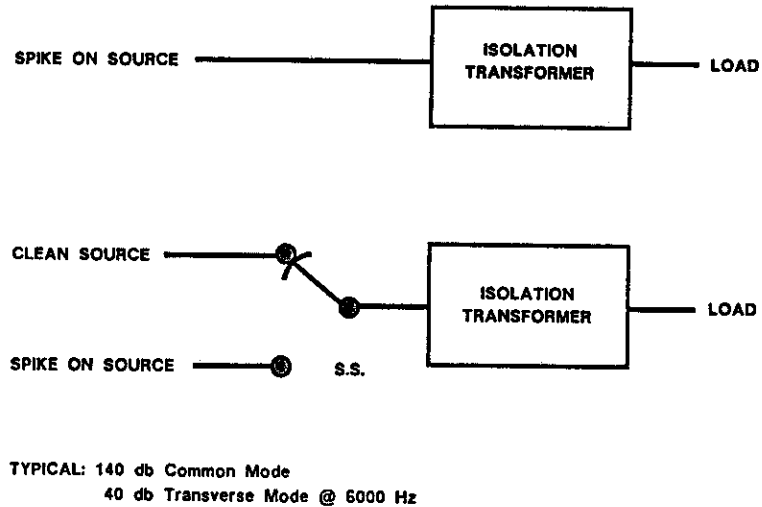 SPIKE ON SOURCE
ISOLATION
TRANSFORMER
LOAD
CLEAN SOURCE
ISOLATION
TRANSFORMER
LOAD
SPIKE ON SOURCE
S.S.
TYPICAL: 140 db Common Mode
40 db Transverse Mode @ 6000 Hz